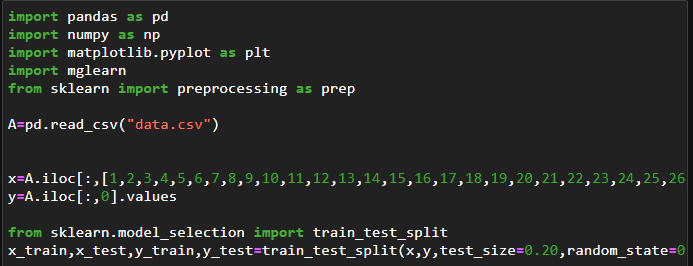 import pandas as pd
import numpy as np
import matplotlib.pyplot as plt
import mglearn
from sklearn import preprocessing as prep
A=pd.read_csv("data.csv")
x=A.iloc[:,[1,2,3,4,5,6,7,8,9,10,11,12,13,14,15,16,17,18,19,20,21,22,23,24,25,26
y=A.iloc[:,0].values
from sklearn.model_selection import train_test_split
x_train,x_test,y_train,y_test=train_test_split(x,y,test_size=0.20,random_state=0